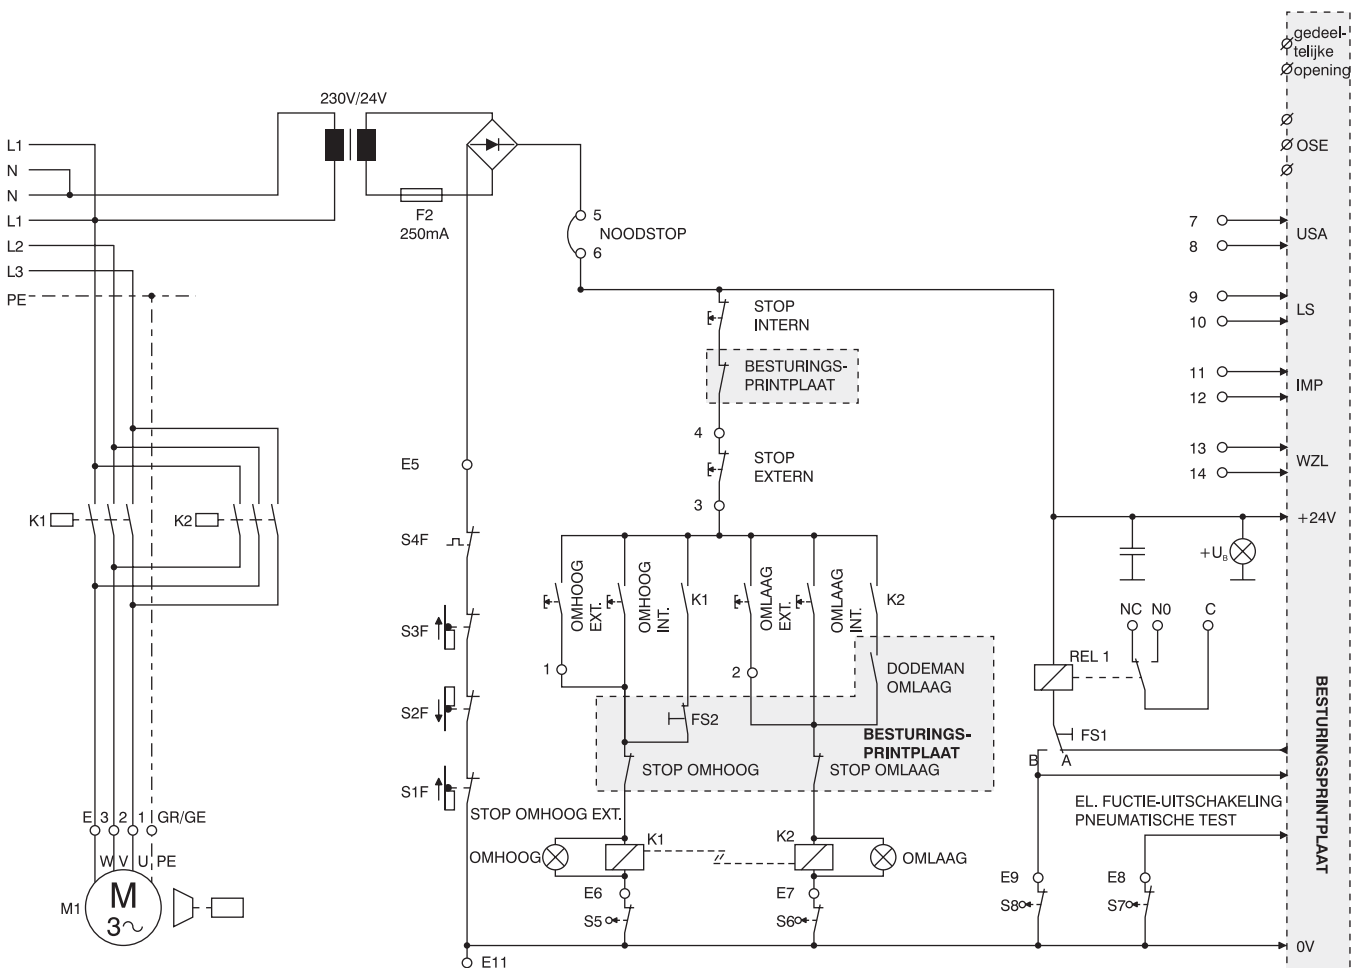 gedeel-
telijke
opening
230V/24V
L1
N
N
L1
L2
L3
PE
F2
250mA
5
NOODSTOP
6
OSE
7
8
USA
9
10
LS
11
12
IMP
13
14
WZL
+24V
STOP
INTERN
BESTURINGS-
PRINTPLAAT
4
STOP
EXTERN
3
E5
K1
K2
S4F
S3F
S2F
S1F
OMHOOG
EXT.
OMHOOG
INT.
K1
OMLAAG
EXT.
OMLAAG
INT.
K2
1
2
DODEMAN
OMLAAG
FS2
BESTURINGS-
PRINTPLAAT
STOP OMHOOG
STOP OMLAAG
STOP OMHOOG EXT.
+UB
NC
N0
C
REL 1
FS1
B
A
EL. FUCTIE-UITSCHAKELING
PNEUMATISCHE TEST
BESTURINGSPRINTPLAAT
E 3 2 1 GR/GE
W V U PE
M1
M
3~
OMHOOG
K1
K2
OMLAAG
E6
E7
E9
E8
S5
S6
S8
S7
E11
0V